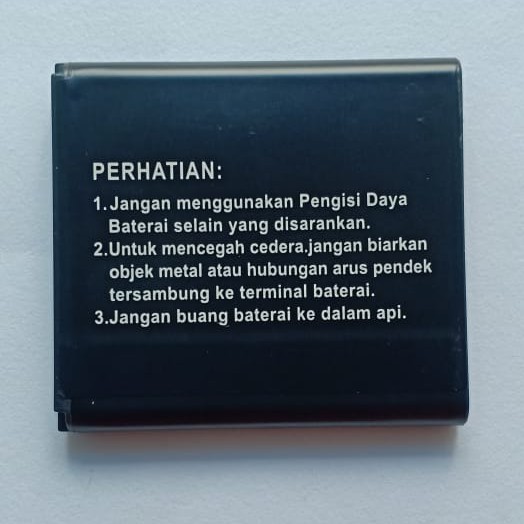 PERHATIAN:
1.Jangan menggunakan Pengisi Daya
Baterai selain yang disarankan.
2.Untuk mencegah cedera.jangan biarkan
objek metal atau hubungan arus pendek
tersambung ke terminal baterai.
3.Jangan buang baterai ke dalam api.